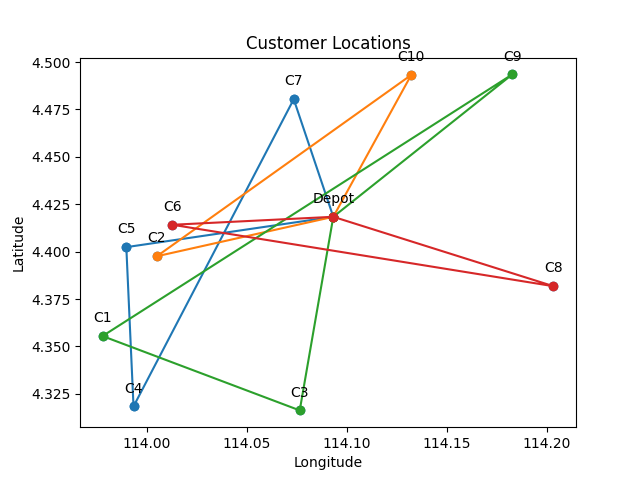 Customer Locations
C10
C9
C7
Depot
C6
C5
C2
C8
C1
C4
C3
4.500
4.475
4.450
4.425
4.400
4.375
4.350
4.325
Latitude
114.00 114.05 114.10 114.15 114.20
Longitude